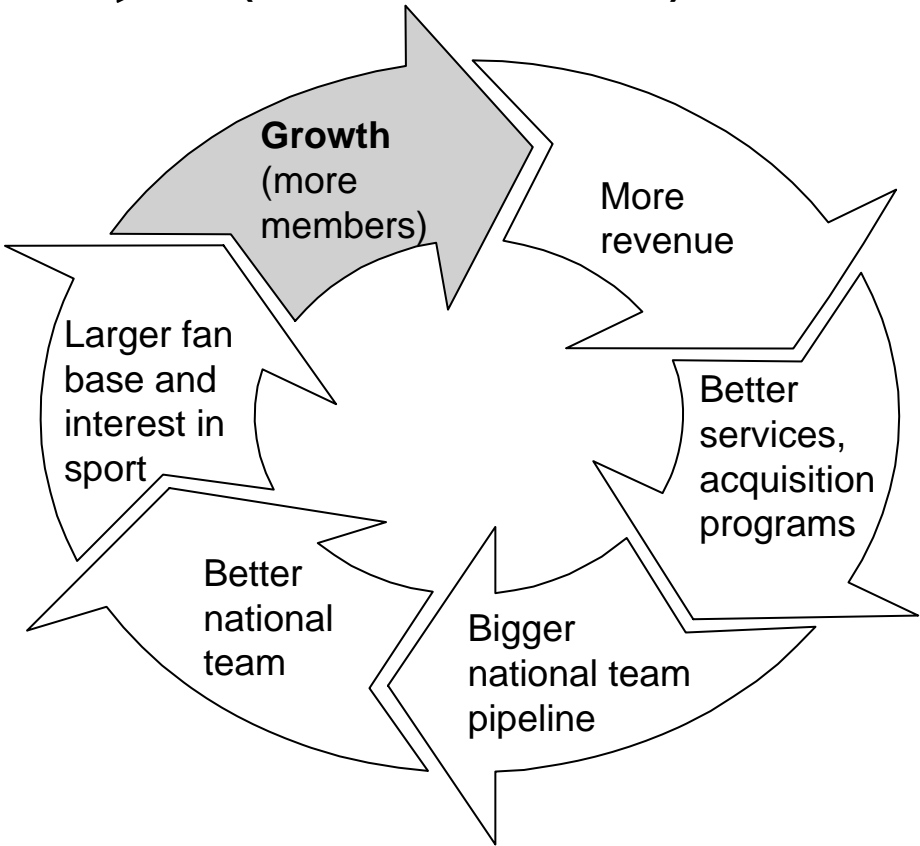 Growth
(more
members)
More
revenue
Better
services,
acquisition
programs
Bigger
national team
pipeline
Better
national
team
Larger fan
base and
interest in
sport